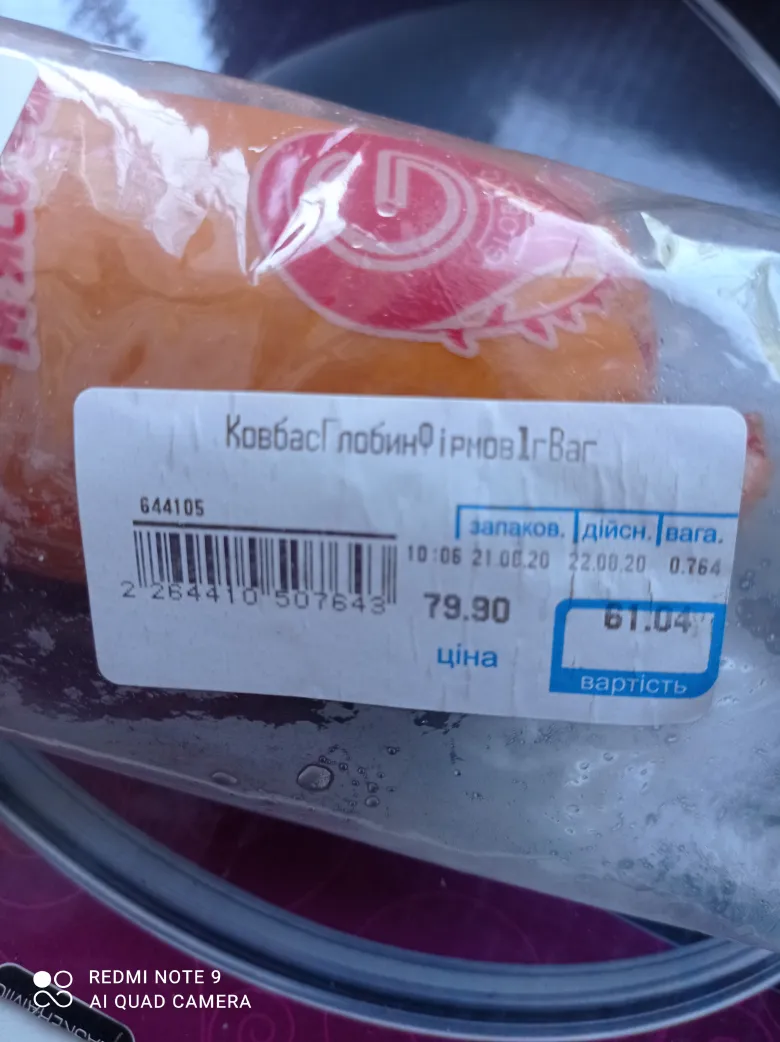 GLOB
КовбасГлобинФірмов1гВаг
644105
запаков. дійсн. вага.
10:06 21.08.20 22.08.20 0.764
2 264410 507643
79.90 61.04
ціна
вартість
REDMI NOTE 9
AI QUAD CAMERA